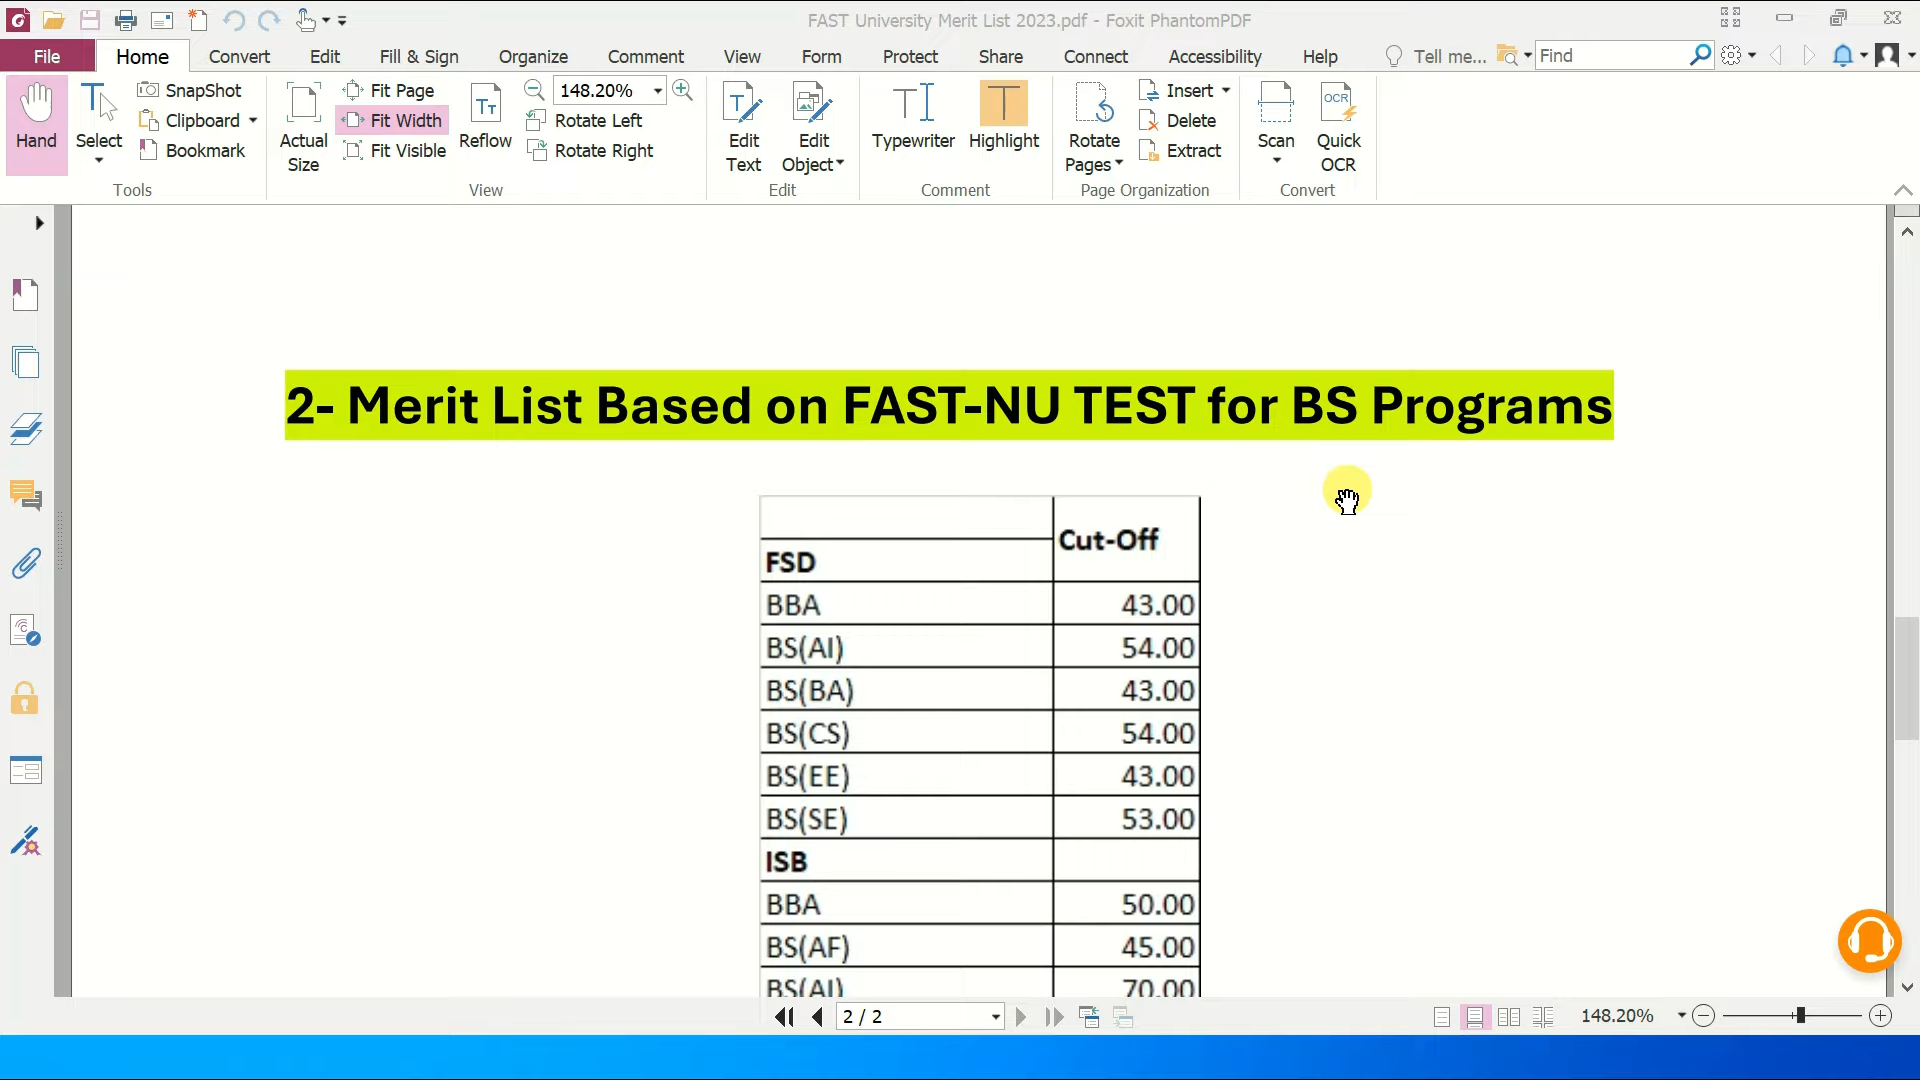 FAST University Merit List 2023.pdf - Foxit PhantomPDF
File Home Convert Edit Fill & Sign Organize Comment View Form Protect Share Connect Accessibility Help Tell me... Find
Hand
Select
SnapShot
Clipboard
Bookmark
Tools
Actual Size
Fit Page
Fit Width
Fit Visible
Reflow
148.20%
Rotate Left
Rotate Right
View
Edit Text
Edit Object
Edit
Typewriter
Highlight
Comment
Rotate Pages
Insert
Delete
Extract
Page Organization
Scan
Quick OCR
Convert
2- Merit List Based on FAST-NU TEST for BS Programs
Cut-Off
FSD
BBA 43.00
BS(AI) 54.00
BS(BA) 43.00
BS(CS) 54.00
BS(EE) 43.00
BS(SE) 53.00
ISB
BBA 50.00
BS(AF) 45.00
BS(AI) 70.00
2 / 2
148.20%